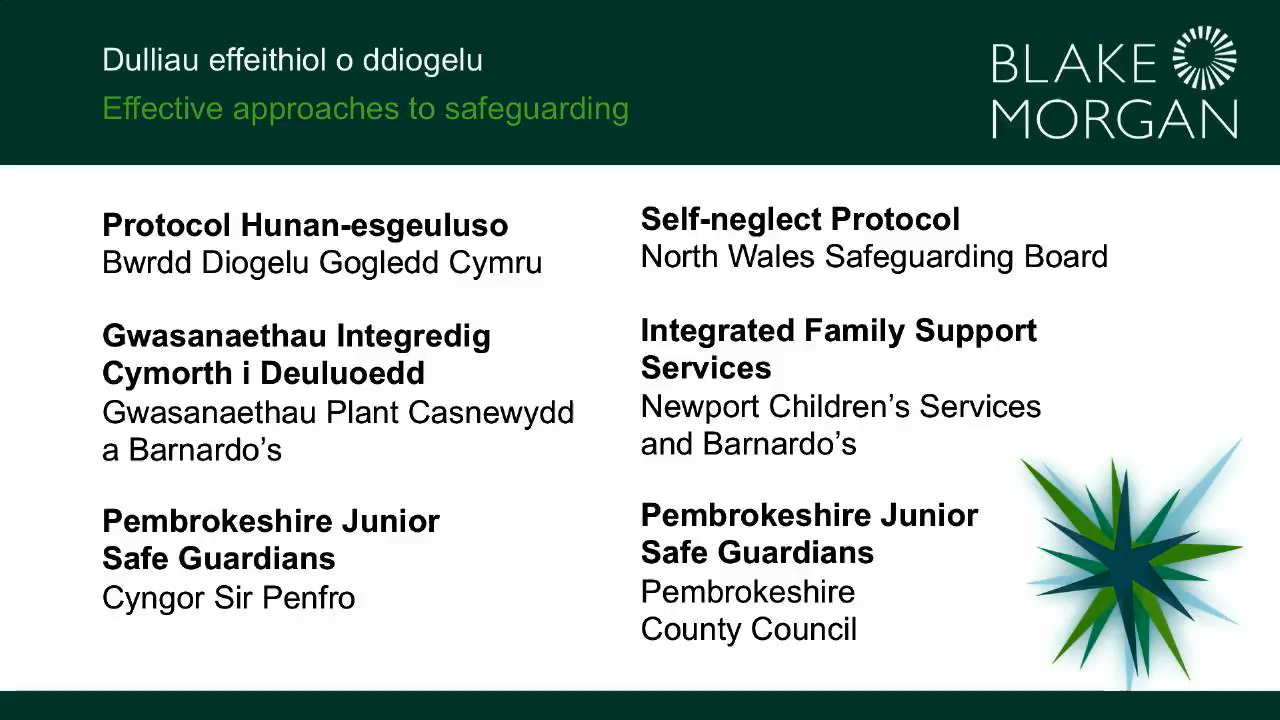 Dulliau effeithiol o ddiogelu
Effective approaches to safeguarding
BLAKE
MORGAN
Protocol Hunan-esgeuluso
Bwrdd Diogelu Gogledd Cymru
Gwasanaethau Integredig
Cymorth i Deuluoedd
Gwasanaethau Plant Casnewydd
a Barnardo’s
Pembrokeshire Junior
Safe Guardians
Cyngor Sir Penfro
Self-neglect Protocol
North Wales Safeguarding Board
Integrated Family Support
Services
Newport Children’s Services
and Barnardo’s
Pembrokeshire Junior
Safe Guardians
Pembrokeshire
County Council